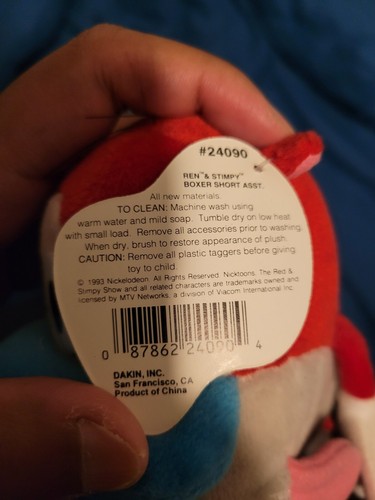 #24090
REN™ & STIMPY™
BOXER SHORT ASST.
All new materials.
TO CLEAN: Machine wash using
warm water and mild soap. Tumble dry on low heat
with small load. Remove all accessories prior to washing.
When dry, brush to restore appearance of plush.
CAUTION: Remove all plastic taggers before giving
toy to child.
© 1993 Nickelodeon. All Rights Reserved. Nicktoons, The Ren &
Stimpy Show and all related characters are trademarks owned and
licensed by MTV Networks, a division of Viacom International Inc.
0 87862 24090 4
DAKIN, INC.
San Francisco, CA
Product of China